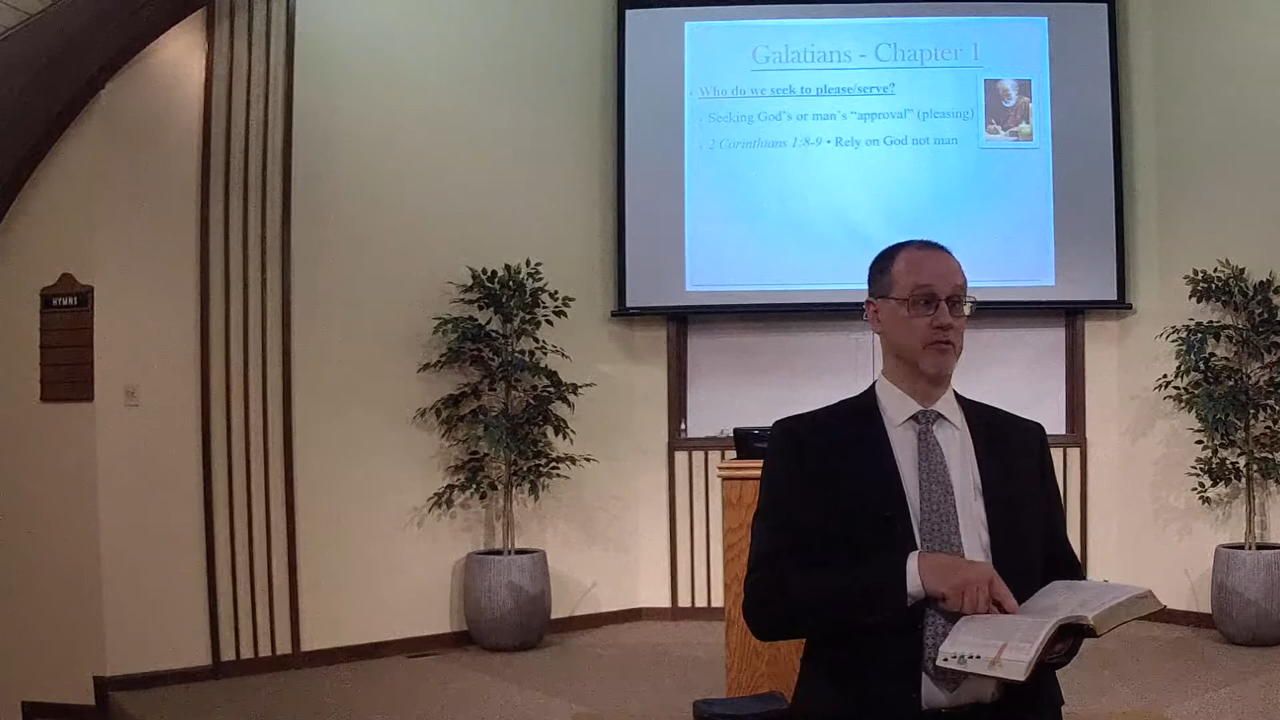 Galatians - Chapter 1
Who do we seek to please/serve?
Seeking God's or man's "approval" (pleasing)
2 Corinthians 1:8-9 • Rely on God not man
HYMNS